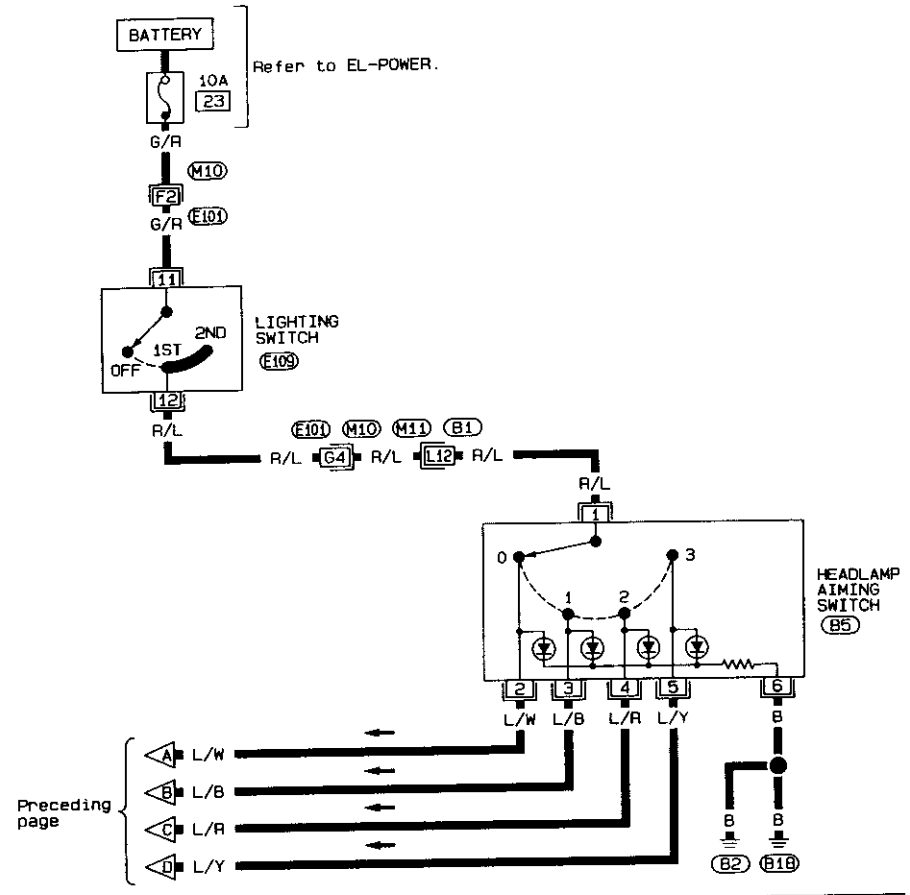 BATTERY
Refer to EL-POWER.
10A
23
G/R
M10
F2
E101
G/R
11
LIGHTING
SWITCH
E109
2ND
1ST
OFF
12
R/L
E101 M10 M11 B1
R/L G4 R/L L12 R/L
R/L
1
0
3
1
2
HEADLAMP
AIMING
SWITCH
B5
2 3 4 5 6
L/W L/B L/R L/Y B
A L/W
B L/B
C L/R
D L/Y
Preceding
page
B B
B2 B18